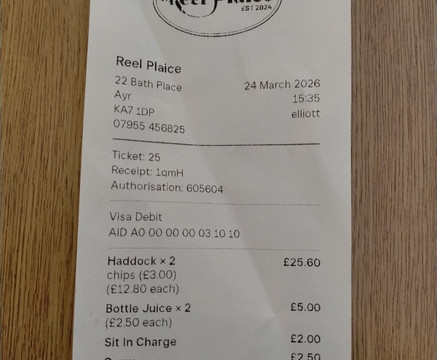 Reel Plaice
EST 2024
Reel Plaice
22 Bath Place
Ayr
KA7 1DP
07955 456825
24 March 2026
15:35
elliott
Ticket: 25
Receipt: 1qmH
Authorisation: 605604
Visa Debit
AID A0 00 00 00 03 10 10
Haddock × 2 £25.60
chips (£3.00)
(£12.80 each)
Bottle Juice × 2 £5.00
(£2.50 each)
Sit In Charge £2.00
£2.50